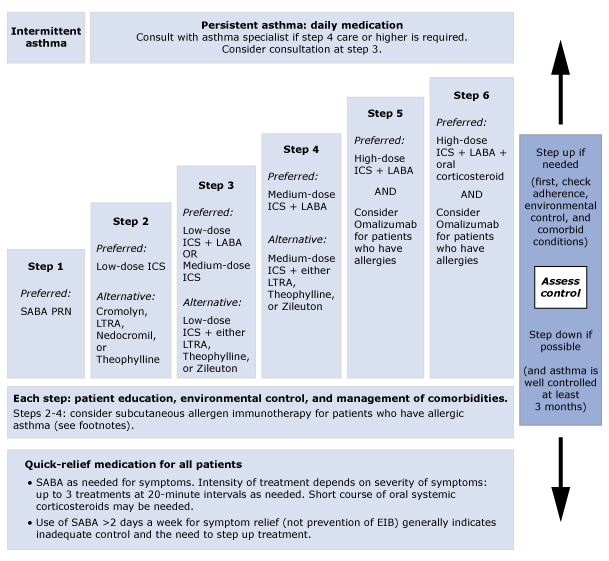 Intermittent
asthma
Persistent asthma: daily medication
Consult with asthma specialist if step 4 care or higher is required.
Consider consultation at step 3.
Step 1
Preferred:
SABA PRN
Step 2
Preferred:
Low-dose ICS
Alternative:
Cromolyn,
LTRA,
Nedocromil,
or
Theophylline
Step 3
Preferred:
Low-dose
ICS + LABA
OR
Medium-dose
ICS
Alternative:
Low-dose
ICS + either
LTRA,
Theophylline,
or Zileuton
Step 4
Preferred:
Medium-dose
ICS + LABA
Alternative:
Medium-dose
ICS + either
LTRA,
Theophylline,
or Zileuton
Step 5
Preferred:
High-dose
ICS + LABA
AND
Consider
Omalizumab
for patients
who have
allergies
Step 6
Preferred:
High-dose
ICS + LABA +
oral
corticosteroid
AND
Consider
Omalizumab
for patients
who have
allergies
Step up if
needed
(first, check
adherence,
environmental
control, and
comorbid
conditions)
Assess
control
Step down if
possible
(and asthma is
well controlled
at least
3 months)
Each step: patient education, environmental control, and management of comorbidities.
Steps 2-4: consider subcutaneous allergen immunotherapy for patients who have allergic
asthma (see footnotes).
Quick-relief medication for all patients
• SABA as needed for symptoms. Intensity of treatment depends on severity of symptoms:
up to 3 treatments at 20-minute intervals as needed. Short course of oral systemic
corticosteroids may be needed.
• Use of SABA >2 days a week for symptom relief (not prevention of EIB) generally indicates
inadequate control and the need to step up treatment.